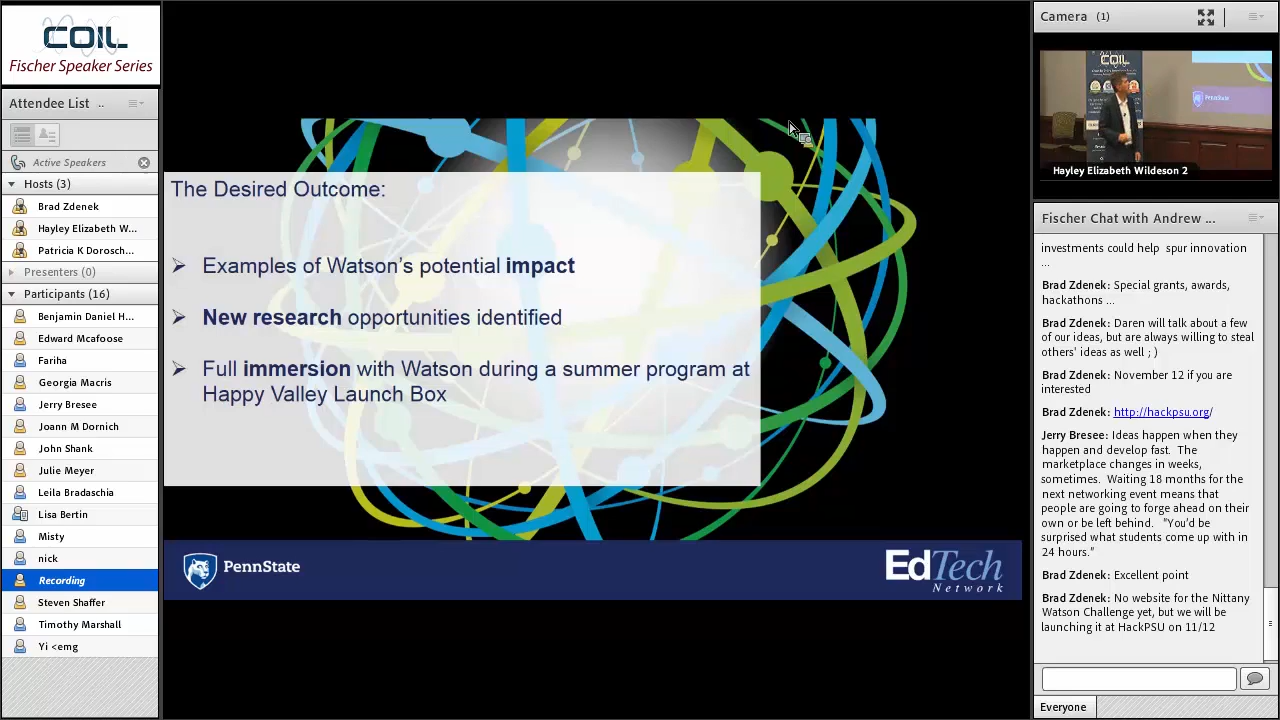 COIL
Fischer Speaker Series
Attendee List ..
Active Speakers
Hosts (3)
Brad Zdenek
Hayley Elizabeth W...
Patricia K Dorosch...
Presenters (0)
Participants (16)
Benjamin Daniel H...
Edward Mcafoose
Fariha
Georgia Macris
Jerry Bresee
Joann M Dornich
John Shank
Julie Meyer
Leila Bradaschia
Lisa Bertin
Misty
nick
Recording
Steven Shaffer
Timothy Marshall
Yi <emg
The Desired Outcome:
➢ Examples of Watson’s potential impact
➢ New research opportunities identified
➢ Full immersion with Watson during a summer program at
Happy Valley Launch Box
PennState
EdTech
Network
Camera (1)
COIL
PennState
Hayley Elizabeth Wildeson 2
Fischer Chat with Andrew ...
investments could help spur innovation
...
Brad Zdenek: Special grants, awards,
hackathons ...
Brad Zdenek: Daren will talk about a few
of our ideas, but are always willing to steal
others' ideas as well ; )
Brad Zdenek: November 12 if you are
interested
Brad Zdenek: http://hackpsu.org/
Jerry Bresee: Ideas happen when they
happen and develop fast. The
marketplace changes in weeks,
sometimes. Waiting 18 months for the
next networking event means that
people are going to forge ahead on their
own or be left behind. "You'd be
surprised what students come up with in
24 hours."
Brad Zdenek: Excellent point
Brad Zdenek: No website for the Nittany
Watson Challenge yet, but we will be
launching it at HackPSU on 11/12
Everyone